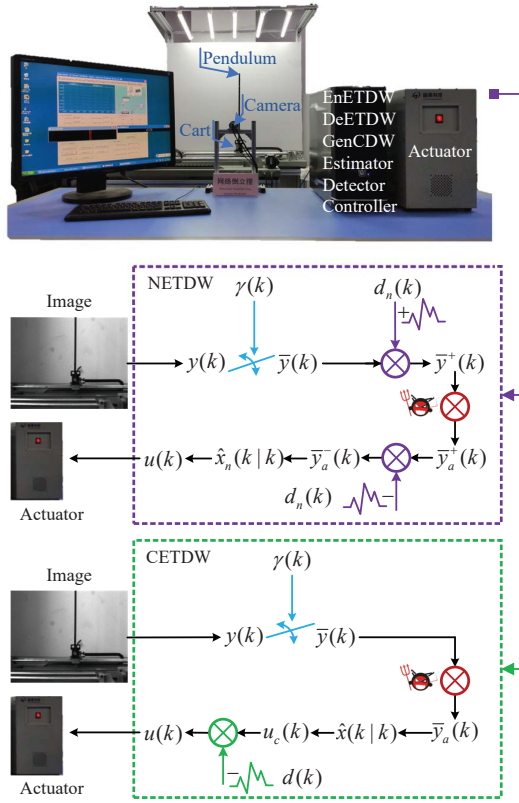 Pendulum
Camera
Cart
EnETDW
DeETDW
GenCDW
Estimator
Detector
Controller
Actuator
NETDW
Image
γ(k)
d_n(k)
+
y(k)
ȳ(k)
ȳ⁺(k)
u(k)
x̂_n(k|k)
ȳ_a⁻(k)
ȳ_a⁺(k)
d_n(k)
−
Actuator
CETDW
Image
γ(k)
y(k)
ȳ(k)
u(k)
u_c(k)
x̂(k|k)
ȳ_a(k)
−
d(k)
Actuator